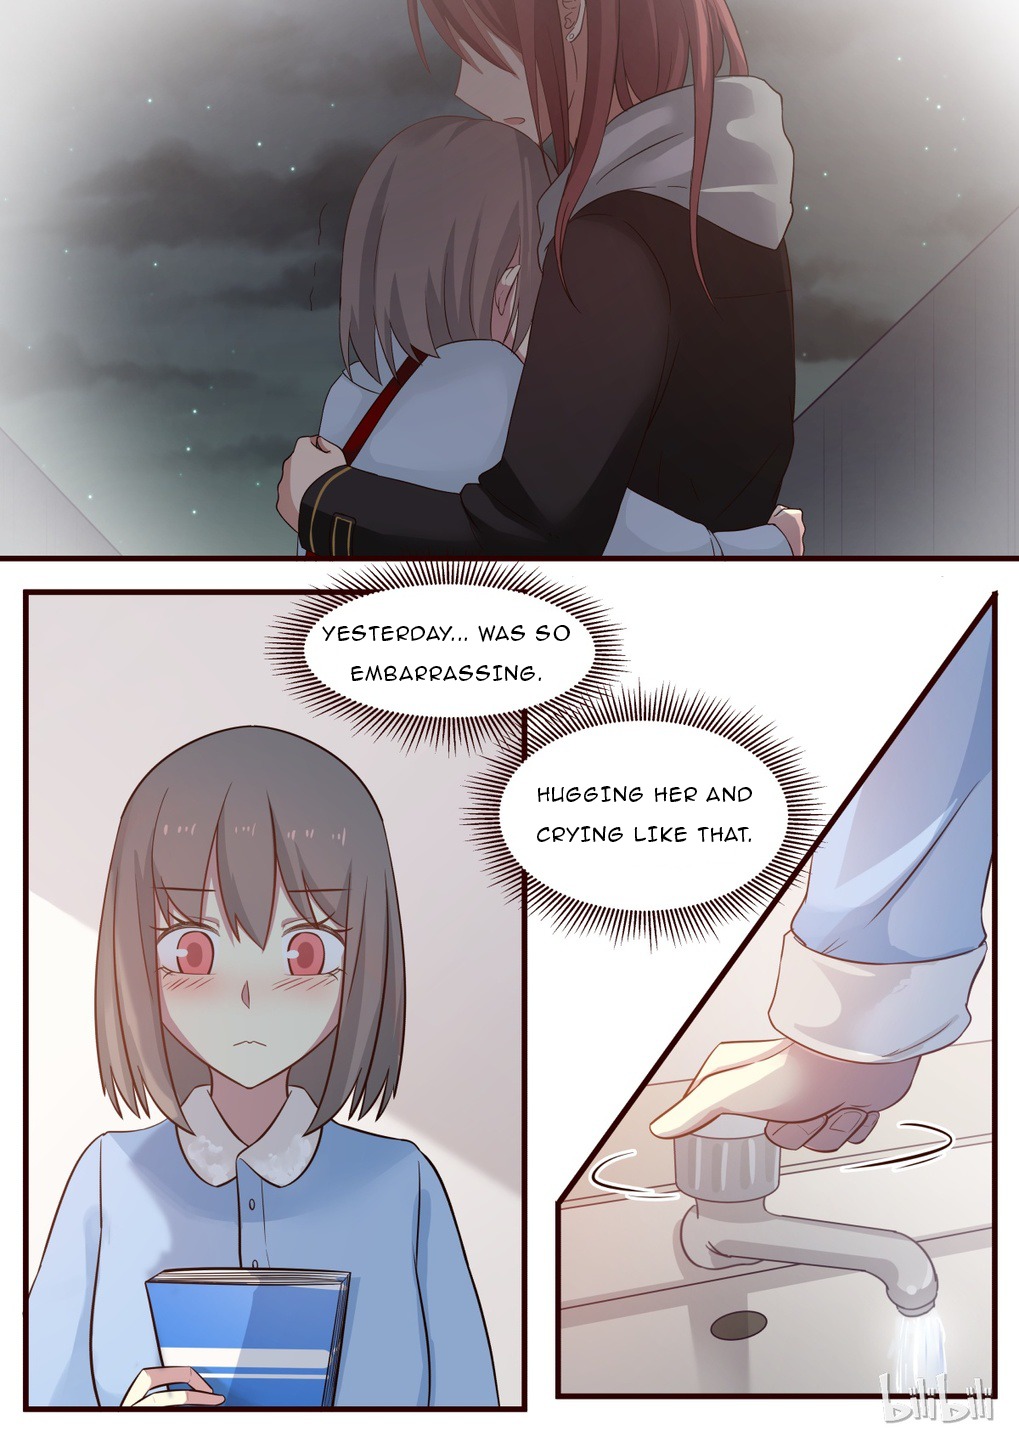 YESTERDAY... WAS SO
EMBARRASSING.
HUGGING HER AND
CRYING LIKE THAT.
bilibili